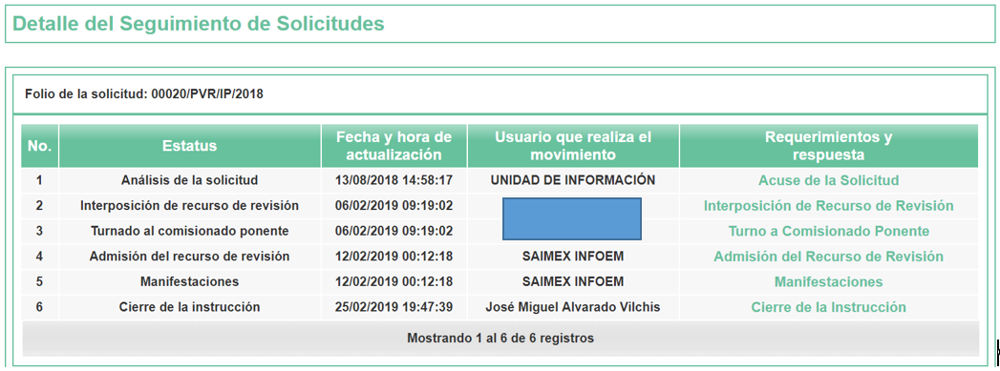 Detalle del Seguimiento de Solicitudes
Folio de la solicitud: 00020/PVR/IP/2018
No. Estatus Fecha y hora de actualización Usuario que realiza el movimiento Requerimientos y respuesta
1 Análisis de la solicitud 13/08/2018 14:58:17 UNIDAD DE INFORMACIÓN Acuse de la Solicitud
2 Interposición de recurso de revisión 06/02/2019 09:19:02 Interposición de Recurso de Revisión
3 Turnado al comisionado ponente 06/02/2019 09:19:02 Turno a Comisionado Ponente
4 Admisión del recurso de revisión 12/02/2019 00:12:18 SAIMEX INFOEM Admisión del Recurso de Revisión
5 Manifestaciones 12/02/2019 00:12:18 SAIMEX INFOEM Manifestaciones
6 Cierre de la instrucción 25/02/2019 19:47:39 José Miguel Alvarado Vilchis Cierre de la Instrucción
Mostrando 1 al 6 de 6 registros